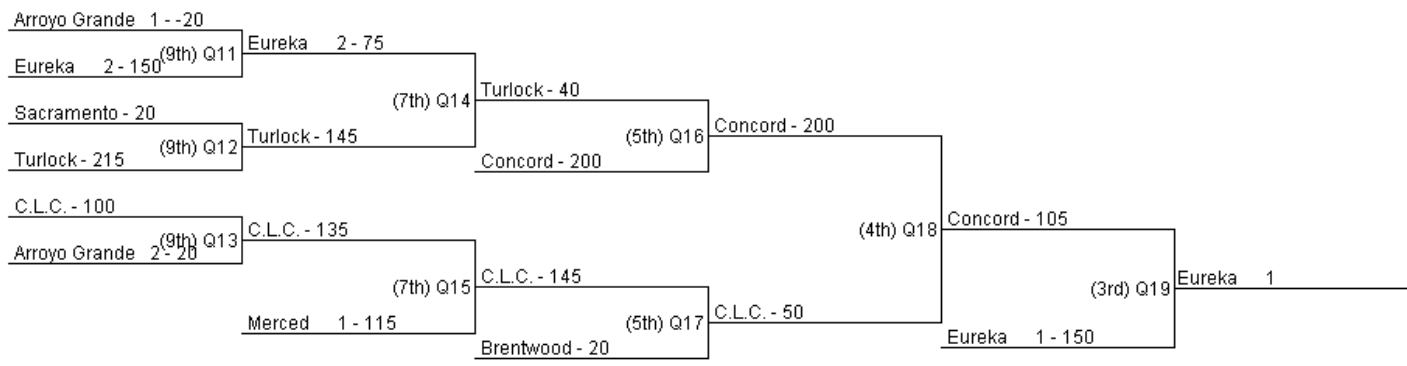 Arroyo Grande 1 - -20
(9th) Q11
Eureka 2 - 150
Eureka 2 - 75
(7th) Q14
Sacramento - 20
(9th) Q12
Turlock - 215
Turlock - 145
Turlock - 40
(5th) Q16
Concord - 200
Concord - 200
C.L.C. - 100
(9th) Q13
Arroyo Grande 2 - 20
C.L.C. - 135
(7th) Q15
Merced 1 - 115
C.L.C. - 145
(5th) Q17
Brentwood - 20
C.L.C. - 50
(4th) Q18
Concord - 105
(3rd) Q19
Eureka 1 - 150
Eureka 1